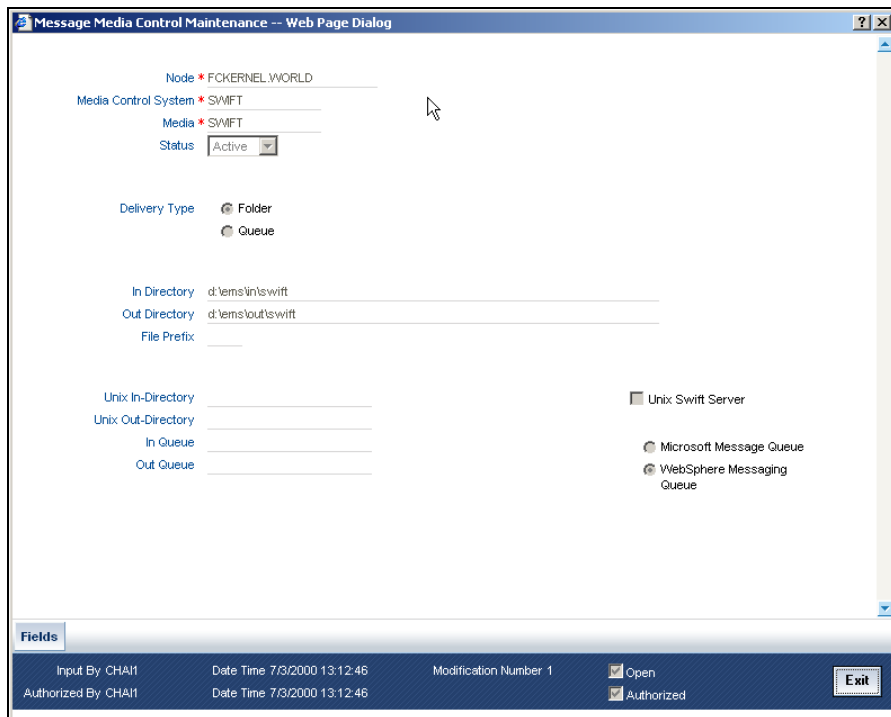 Message Media Control Maintenance -- Web Page Dialog
Node * FCKERNEL.WORLD
Media Control System * SWIFT
Media * SWIFT
Status Active
Delivery Type Folder
Queue
In Directory d:\ems\in\swift
Out Directory d:\ems\out\swift
File Prefix
Unix In-Directory Unix Swift Server
Unix Out-Directory
In Queue Microsoft Message Queue
Out Queue WebSphere Messaging
Queue
Fields
Input By CHAI1 Date Time 7/3/2000 13:12:46 Modification Number 1 Open
Authorized By CHAI1 Date Time 7/3/2000 13:12:46 Authorized
Exit